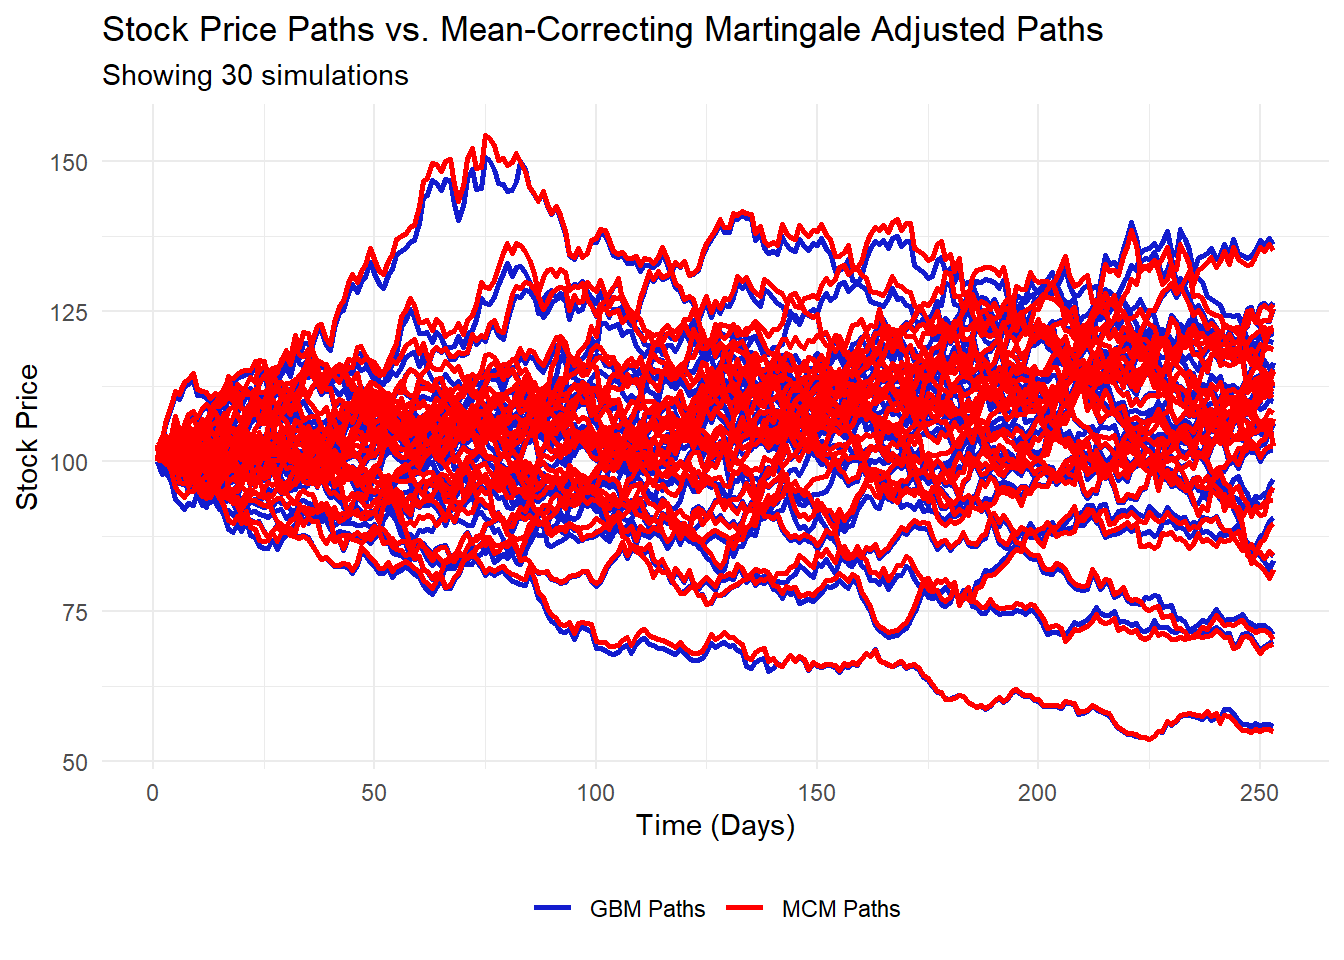 Stock Price Paths vs. Mean-Correcting Martingale Adjusted Paths
Showing 30 simulations
Stock Price
150
125
100
75
50
0 50 100 150 200 250
Time (Days)
GBM Paths MCM Paths